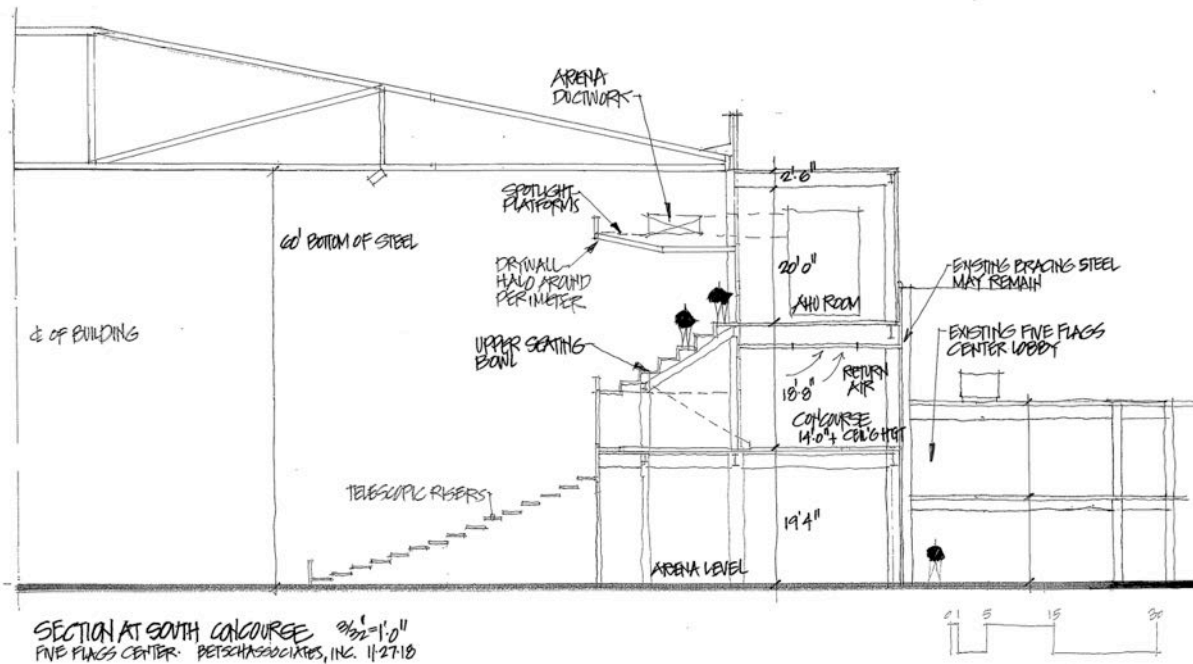 ARENA
DUCTWORK
2'-6"
SPOTLIGHT
PLATFORMS
60' BOTTOM OF STEEL
DRYWALL
HALO AROUND
PERIMETER
20'0"
AHU ROOM
EXISTING BRACING STEEL
MAY REMAIN
℄ OF BUILDING
UPPER SEATING
BOWL
EXISTING FIVE FLAGS
CENTER LOBBY
RETURN
AIR
18'-8"
CONCOURSE
14'-0"+ CEIL'G HGT
TELESCOPIC RISERS
19'4"
ARENA LEVEL
SECTION AT SOUTH CONCOURSE 3/32"=1'-0"
FIVE FLAGS CENTER. BETSCHASSOCIATES, INC. 11-27-18
0 1 5 15 30